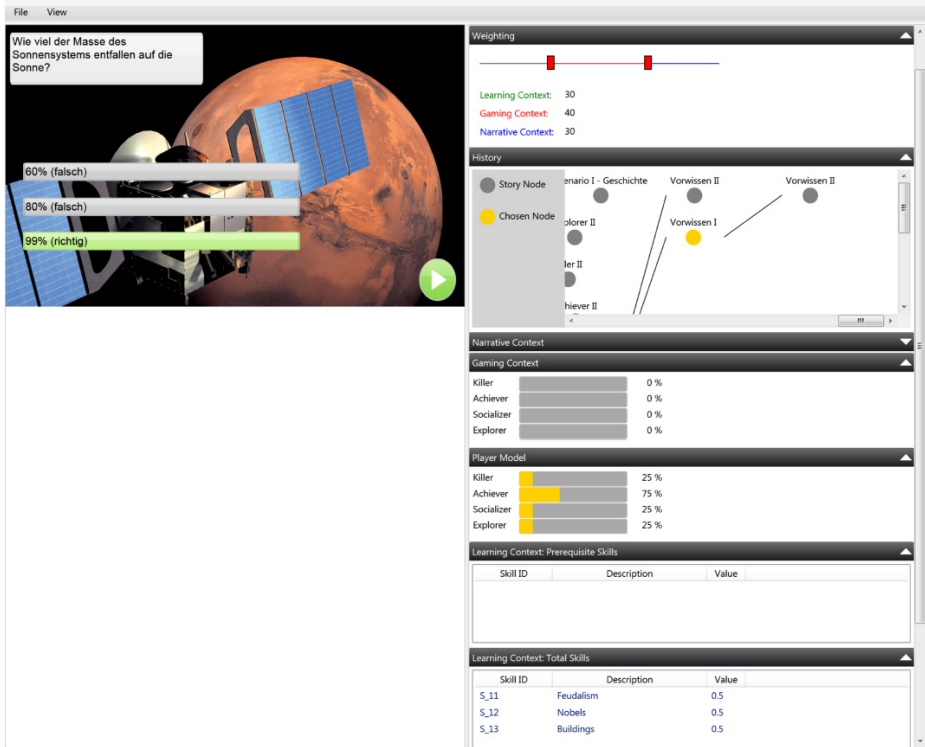 File View
Wie viel der Masse des
Sonnensystems entfallen auf die
Sonne?
60% (falsch)
80% (falsch)
99% (richtig)
Weighting
Learning Context: 30
Gaming Context: 40
Narrative Context: 30
History
Story Node
Chosen Node
enario I - Geschichte Vorwissen II Vorwissen II
plorer II Vorwissen I
ler II
hiever II
Narrative Context
Gaming Context
Killer 0 %
Achiever 0 %
Socializer 0 %
Explorer 0 %
Player Model
Killer 25 %
Achiever 75 %
Socializer 25 %
Explorer 25 %
Learning Context: Prerequisite Skills
Skill ID Description Value
Learning Context: Total Skills
Skill ID Description Value
S_11 Feudalism 0.5
S_12 Nobels 0.5
S_13 Buildings 0.5